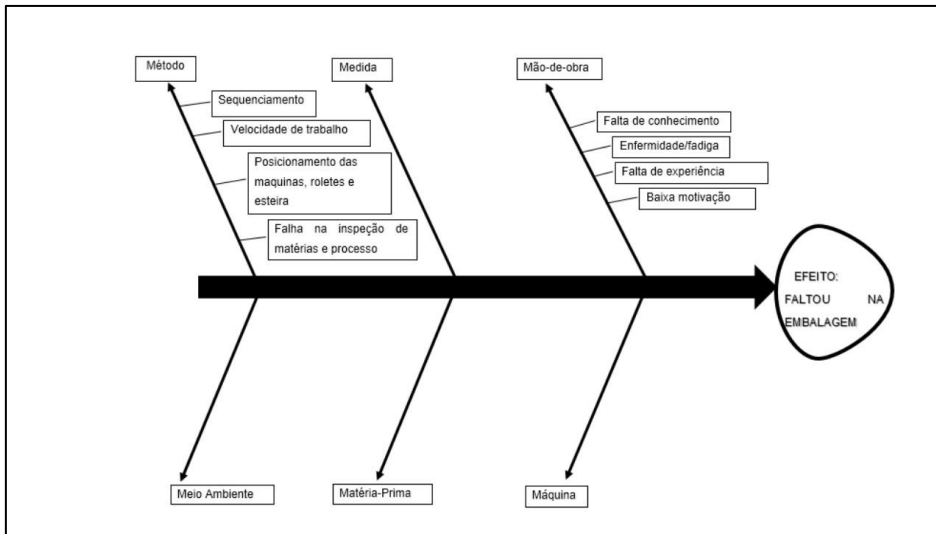 Método
Medida
Mão-de-obra
Sequenciamento
Velocidade de trabalho
Posicionamento das
maquinas, roletes e
esteira
Falha na inspeção de
matérias e processo
Falta de conhecimento
Enfermidade/fadiga
Falta de experiência
Baixa motivação
EFEITO:
FALTOU NA
EMBALAGEM
Meio Ambiente
Matéria-Prima
Máquina